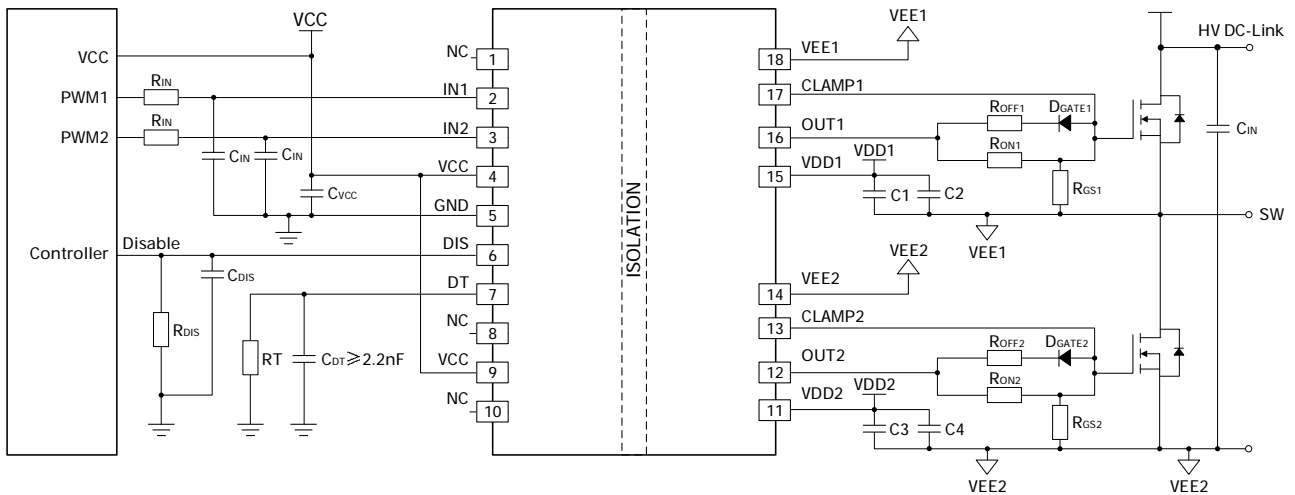 VCC
PWM1
PWM2
Controller
RIN
RIN
CIN
CIN
VCC
CVCC
Disable
CDIS
RDIS
RT
CDT⩾2.2nF
NC
IN1
IN2
VCC
GND
DIS
DT
NC
VCC
NC
1
2
3
4
5
6
7
8
9
10
ISOLATION
18
17
16
15
14
13
12
11
VEE1
CLAMP1
OUT1
VDD1
VEE1
VDD1
C1
C2
ROFF1
DGATE1
RON1
RGS1
VEE1
HV DC-Link
CIN
SW
VEE2
CLAMP2
OUT2
VDD2
VEE2
VDD2
C3
C4
ROFF2
DGATE2
RON2
RGS2
VEE2
VEE2